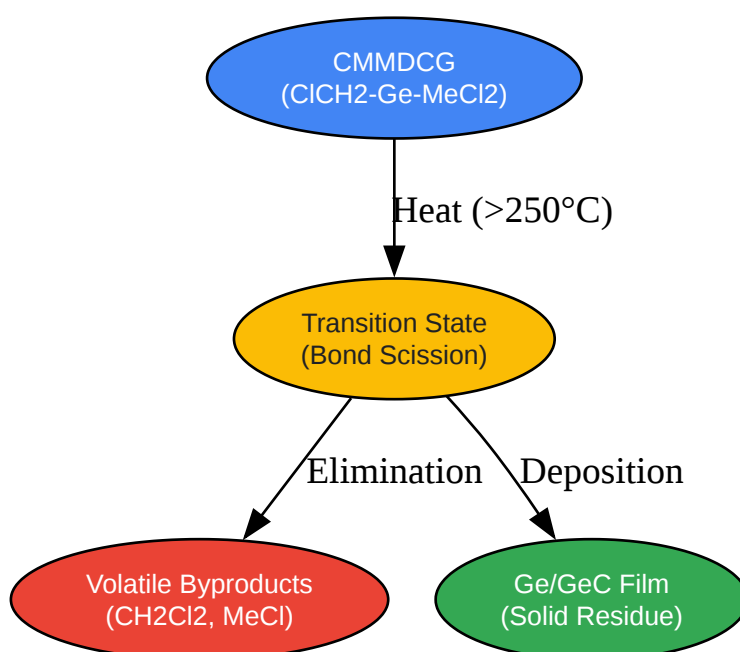 CMMDCG
(ClCH2-Ge-MeCl2)
Heat (>250°C)
Transition State
(Bond Scission)
Elimination
Deposition
Volatile Byproducts
(CH2Cl2, MeCl)
Ge/GeC Film
(Solid Residue)